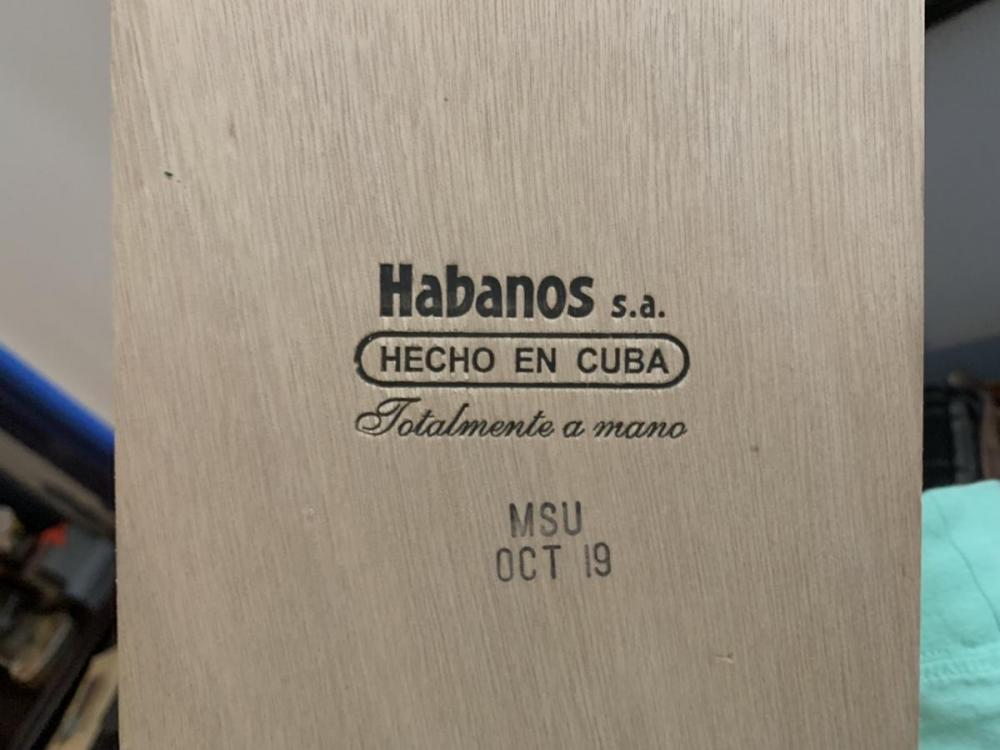 Habanos s.a.
HECHO EN CUBA
Totalmente a mano
MSU
OCT 19